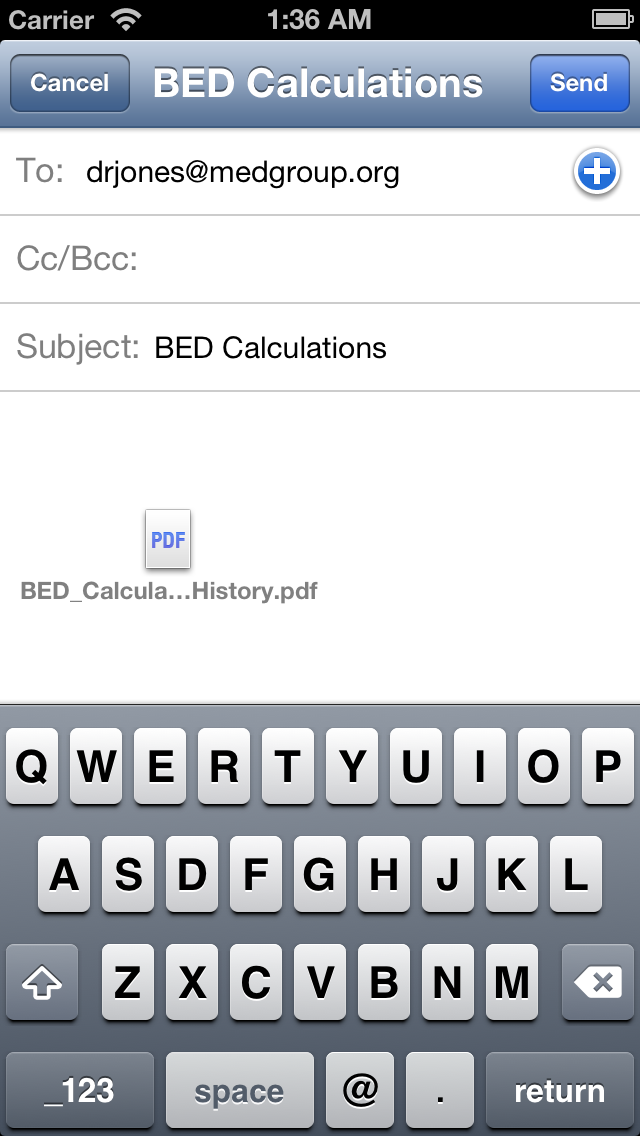 Carrier 1:36 AM
Cancel BED Calculations Send
To: drjones@medgroup.org
Cc/Bcc:
Subject: BED Calculations
PDF
BED_Calcula...History.pdf
Q W E R T Y U I O P
A S D F G H J K L
Z X C V B N M
_123 space @ . return